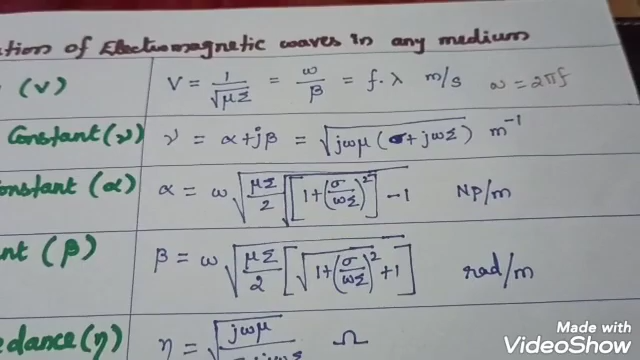 ation of Electromagnetic waves in any medium
(v) V = 1/√με = ω/β = f.λ m/s ω = 2πf
Constant(γ) γ = α+jβ = √jωμ(σ+jωε) m⁻¹
onstant (α) α = ω√με/2[√1+(σ/ωε)²]-1 Np/m
nt (β) β = ω√με/2[√1+(σ/ωε)²+1] rad/m
edance(η) η = √jωμ Ω
Made with
VideoShow